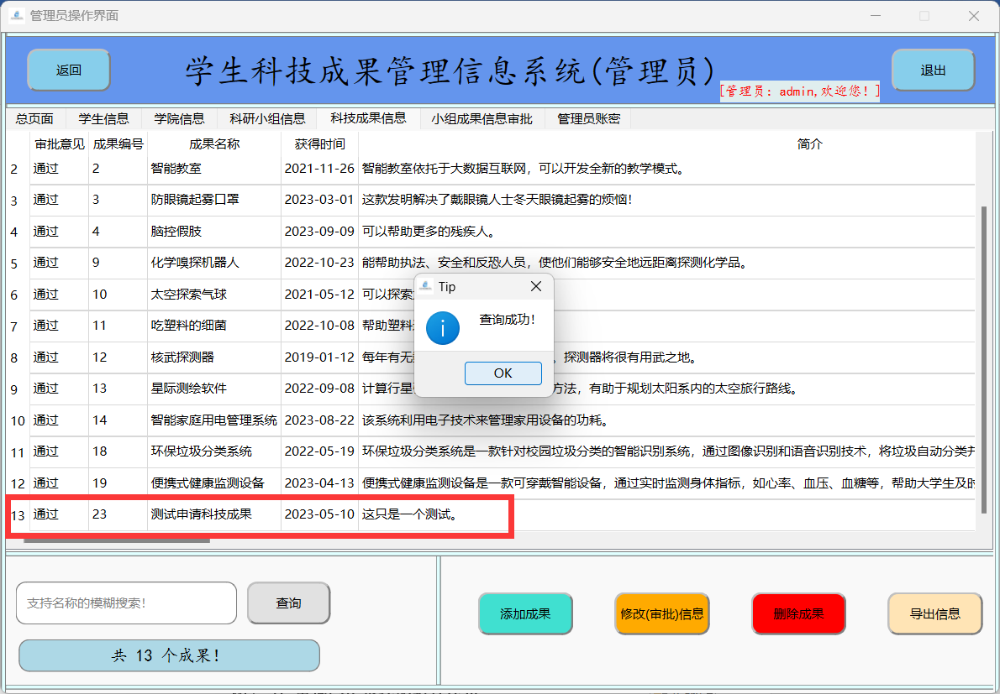 管理员操作界面
返回
学生科技成果管理信息系统(管理员)
[管理员：admin,欢迎您！]
退出
总页面 学生信息 学院信息 科研小组信息 科技成果信息 小组成果信息审批 管理员账密
审批意见 成果编号 成果名称 获得时间 简介
2 通过 2 智能教室 2021-11-26 智能教室依托于大数据互联网，可以开发全新的教学模式。
3 通过 3 防眼镜起雾口罩 2023-03-01 这款发明解决了戴眼镜人士冬天眼镜起雾的烦恼！
4 通过 4 脑控假肢 2023-09-09 可以帮助更多的残疾人。
5 通过 9 化学嗅探机器人 2022-10-23 能帮助执法、安全和反恐人员，使他们能够安全地远距离探测化学品。
6 通过 10 太空探索气球 2021-05-12 可以探索
7 通过 11 吃塑料的细菌 2022-10-08 帮助塑料
8 通过 12 核武探测器 2019-01-12 每年有无 探测器将很有用武之地。
9 通过 13 星际测绘软件 2022-09-08 计算行星 方法，有助于规划太阳系内的太空旅行路线。
10 通过 14 智能家庭用电管理系统 2023-08-22 该系统利用电子技术来管理家用设备的功耗。
11 通过 18 环保垃圾分类系统 2022-05-19 环保垃圾分类系统是一款针对校园垃圾分类的智能识别系统，通过图像识别和语音识别技术，将垃圾自动分类
12 通过 19 便携式健康监测设备 2023-04-13 便携式健康监测设备是一款可穿戴智能设备，通过实时监测身体指标，如心率、血压、血糖等，帮助大学生及时
13 通过 23 测试申请科技成果 2023-05-10 这只是一个测试。
Tip
查询成功！
OK
支持名称的模糊搜索！
查询
添加成果
修改(审批)信息
删除成果
导出信息
共 13 个成果！